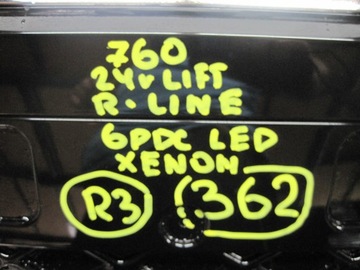 760
24V LIFT
R-LINE
6PDC LED
XENON
R3 362